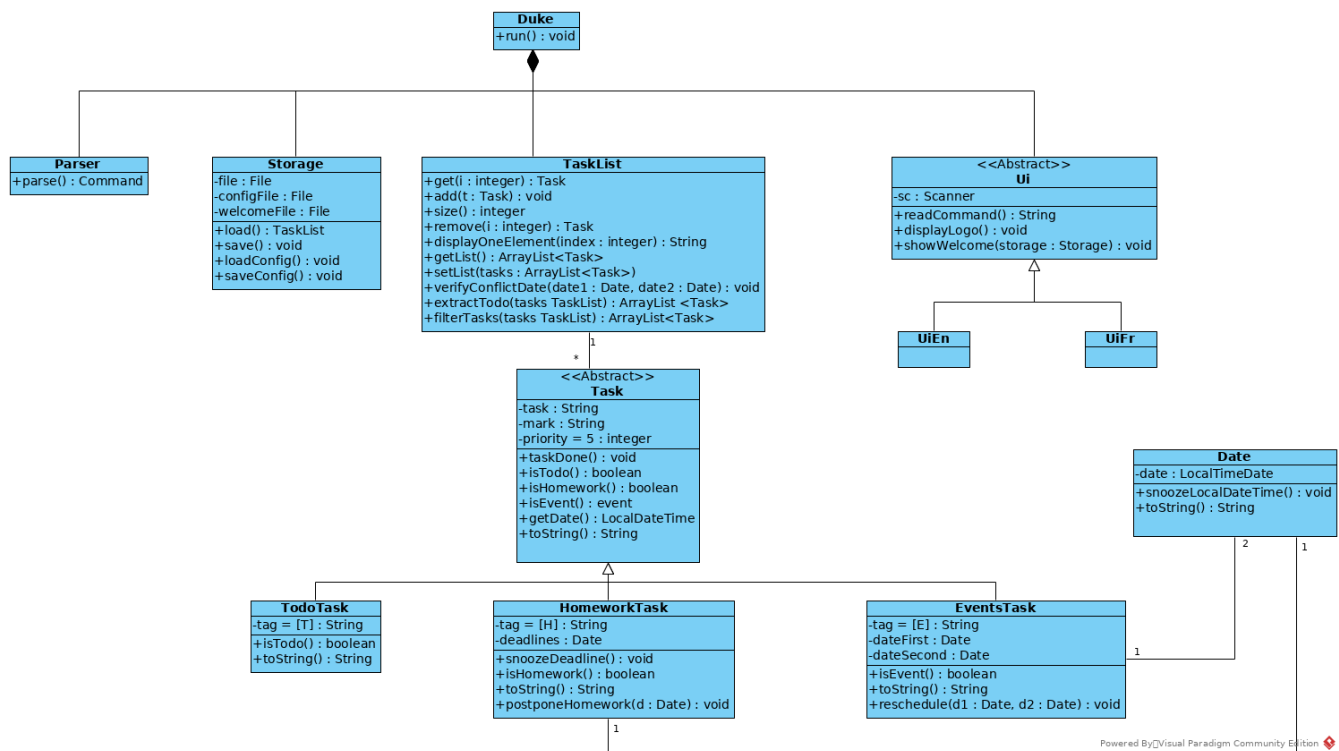 Duke
+run() : void
Parser
+parse() : Command
Storage
-file : File
-configFile : File
-welcomeFile : File
+load() : TaskList
+save() : void
+loadConfig() : void
+saveConfig() : void
TaskList
+get(i : integer) : Task
+add(t : Task) : void
+size() : integer
+remove(i : integer) : Task
+displayOneElement(index : integer) : String
+getList() : ArrayList<Task>
+setList(tasks : ArrayList<Task>)
+verifyConflictDate(date1 : Date, date2 : Date) : void
+extractTodo(tasks TaskList) : ArrayList <Task>
+filterTasks(tasks TaskList) : ArrayList<Task>
<<Abstract>>
Ui
-sc : Scanner
+readCommand() : String
+displayLogo() : void
+showWelcome(storage : Storage) : void
UiEn
UiFr
1
*
<<Abstract>>
Task
-task : String
-mark : String
-priority = 5 : integer
+taskDone() : void
+isTodo() : boolean
+isHomework() : boolean
+isEvent() : event
+getDate() : LocalDateTime
+toString() : String
Date
-date : LocalTimeDate
+snoozeLocalDateTime() : void
+toString() : String
2
1
TodoTask
-tag = [T] : String
+isTodo() : boolean
+toString() : String
HomeworkTask
-tag = [H] : String
-deadlines : Date
+snoozeDeadline() : void
+isHomework() : boolean
+toString() : String
+postponeHomework(d : Date) : void
1
EventsTask
-tag = [E] : String
-dateFirst : Date
-dateSecond : Date
+isEvent() : boolean
+toString() : String
+reschedule(d1 : Date, d2 : Date) : void
1
Powered By Visual Paradigm Community Edition